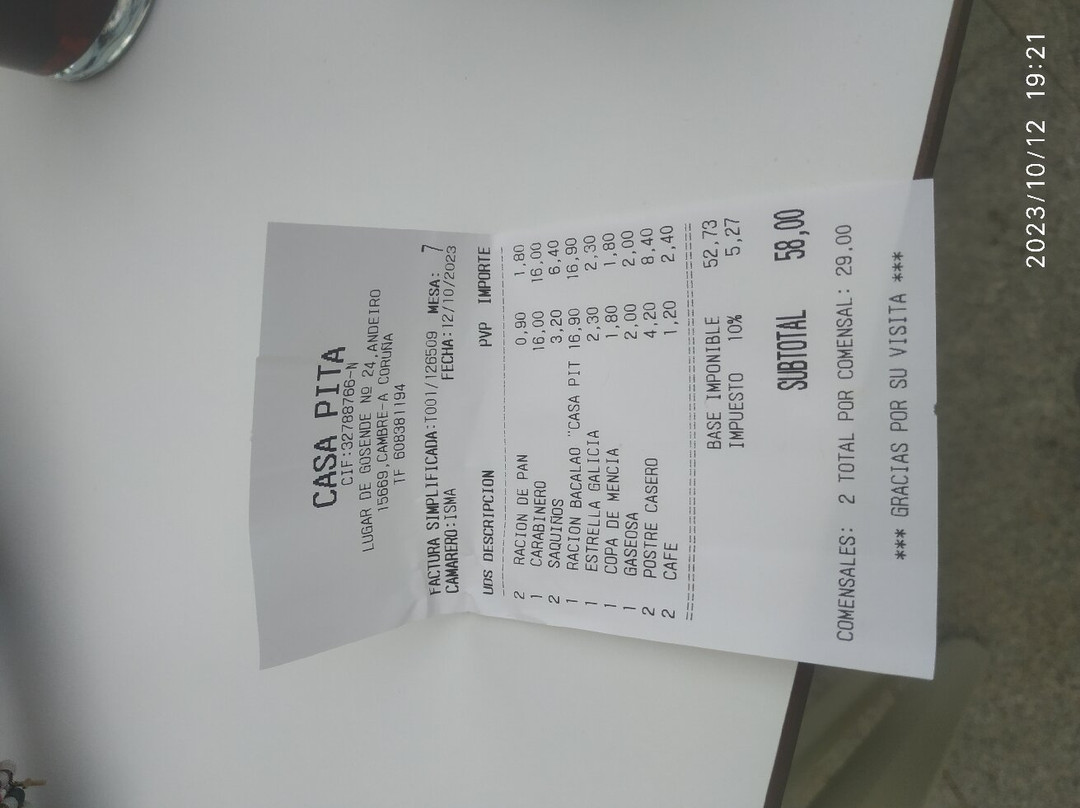 CASA PITA
CIF:32788766-N
LUGAR DE GOSENDE Nº 24,ANDEIRO
15669,CAMBRE-A CORUÑA
TF 608381194
FACTURA SIMPLIFICADA:T001/126509 MESA: 7
CAMARERO:ISMA FECHA:12/10/2023
UDS DESCRIPCION PVP IMPORTE
2 RACION DE PAN 0,90 1,80
1 CARABINERO 16,00 16,00
2 SAQUIÑOS 3,20 6,40
1 RACION BACALAO "CASA PIT 16,90 16,90
1 ESTRELLA GALICIA 2,30 2,30
1 COPA DE MENCIA 1,80 1,80
1 GASEOSA 2,00 2,00
2 POSTRE CASERO 4,20 8,40
2 CAFE 1,20 2,40
BASE IMPONIBLE 52,73
IMPUESTO 10% 5,27
SUBTOTAL 58,00
COMENSALES: 2 TOTAL POR COMENSAL: 29,00
*** GRACIAS POR SU VISITA ***
2023/10/12 19:21